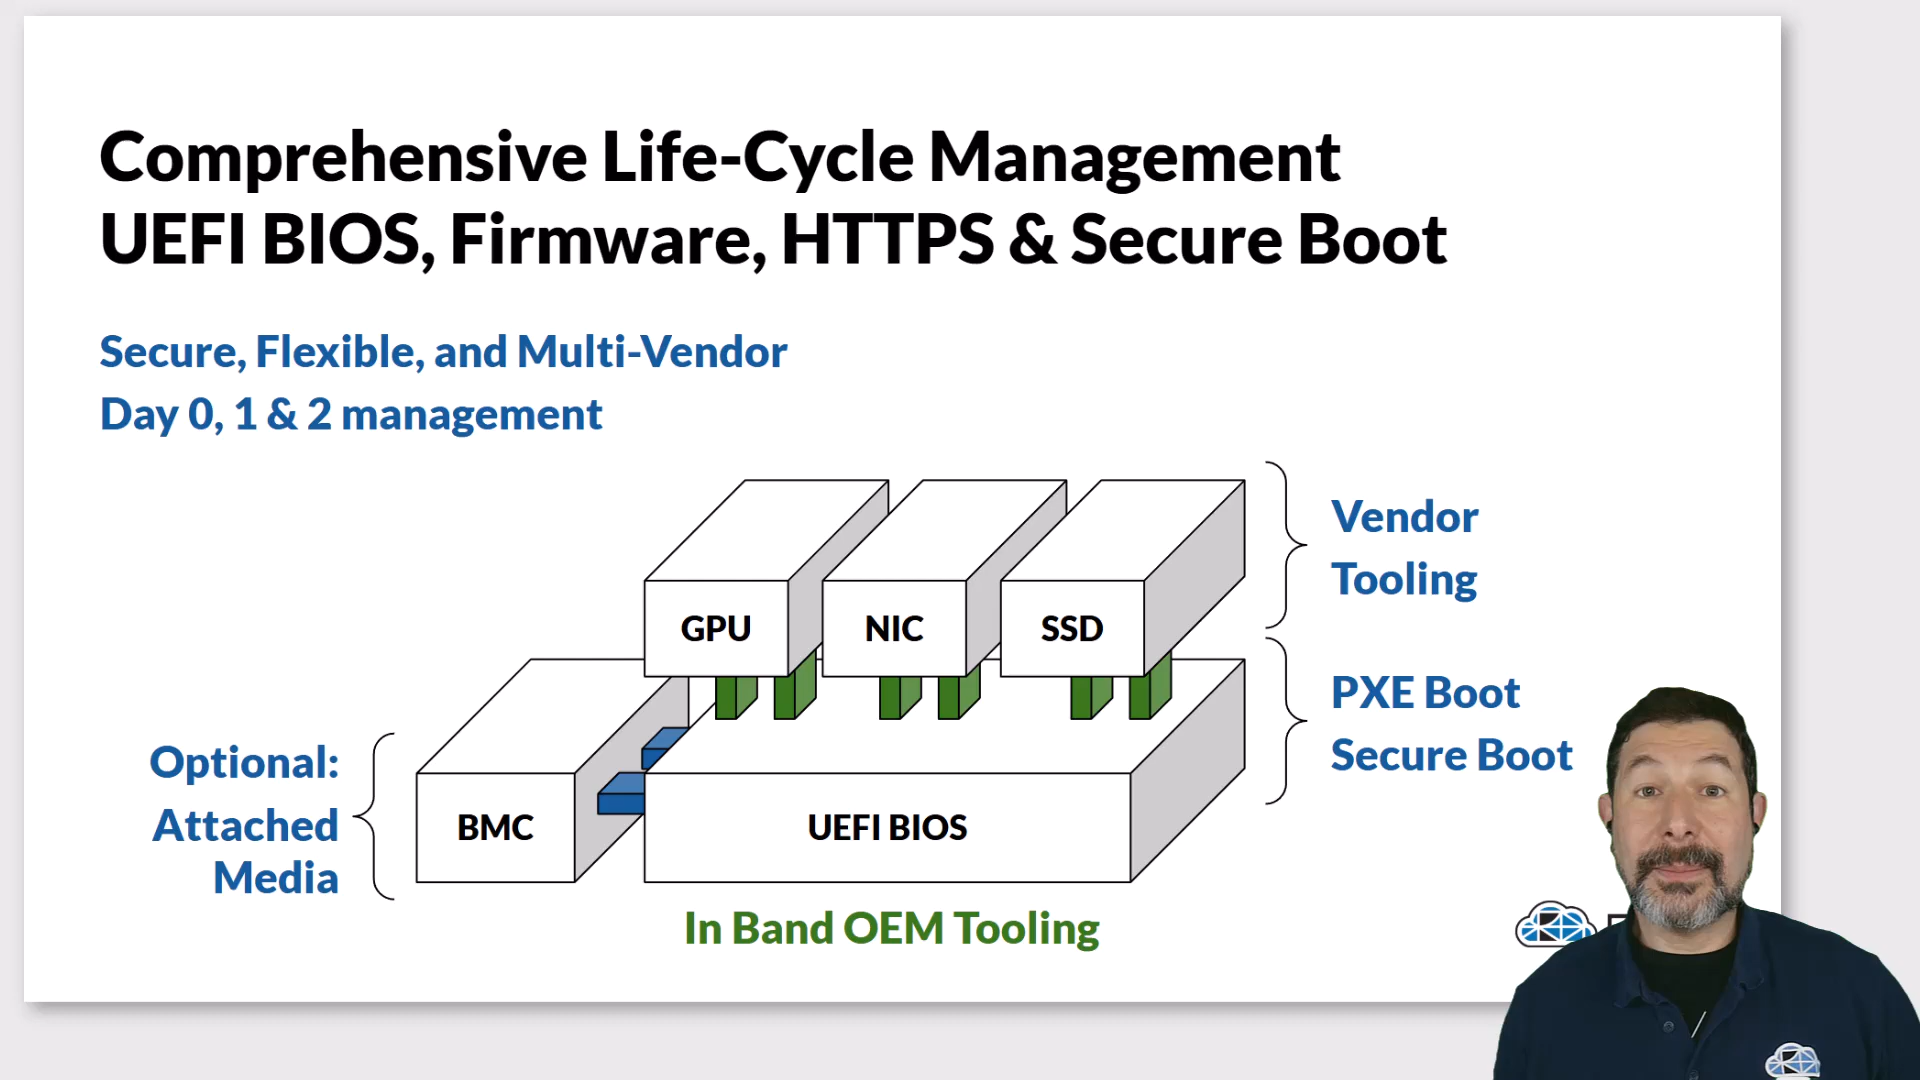 Comprehensive Life-Cycle Management
UEFI BIOS, Firmware, HTTPS & Secure Boot
Secure, Flexible, and Multi-Vendor
Day 0, 1 & 2 management
Vendor
Tooling
GPU
NIC
SSD
PXE Boot
Secure Boot
Optional:
Attached
Media
BMC
UEFI BIOS
In Band OEM Tooling